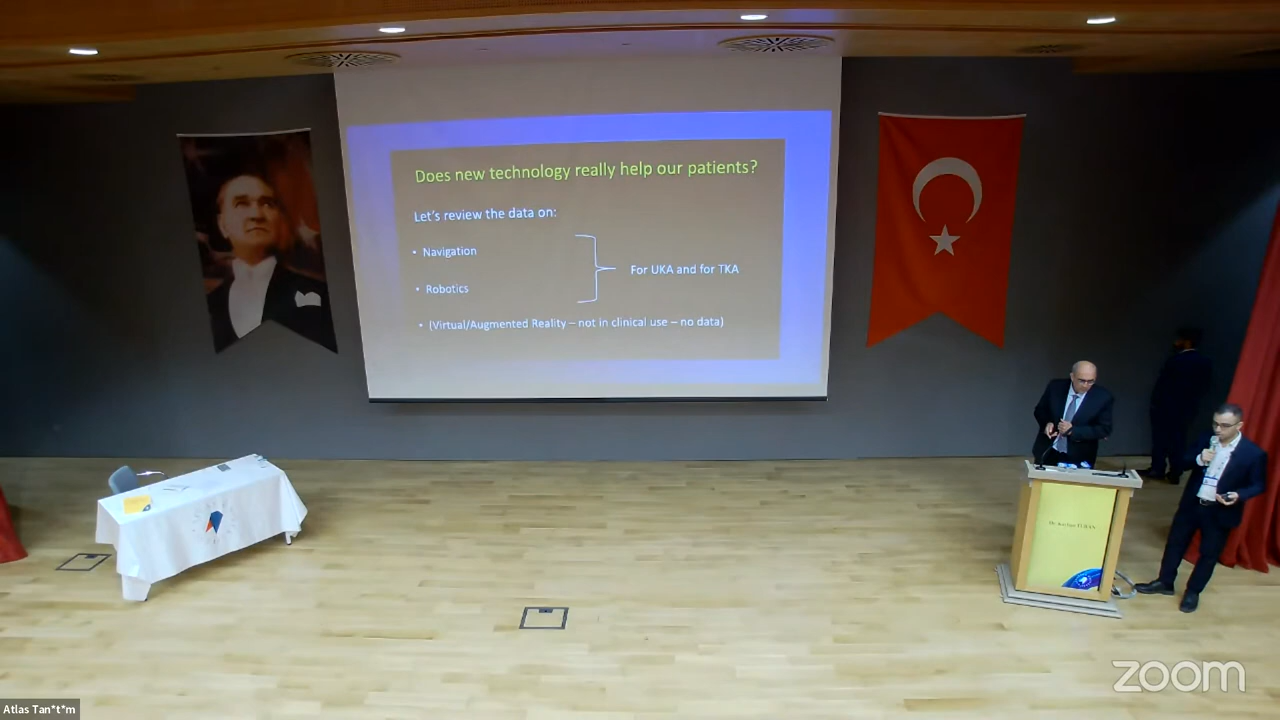 Does new technology really help our patients?
Let's review the data on:
• Navigation
• Robotics
For UKA and for TKA
• (Virtual/Augmented Reality – not in clinical use – no data)
zoom
Atlas Tan*t*m